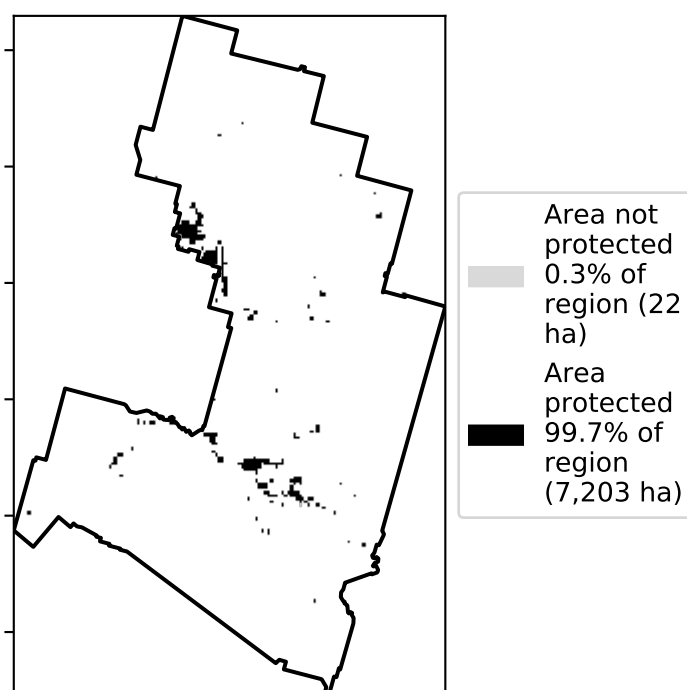 Area not
protected
0.3% of
region (22
ha)
Area
protected
99.7% of
region
(7,203 ha)